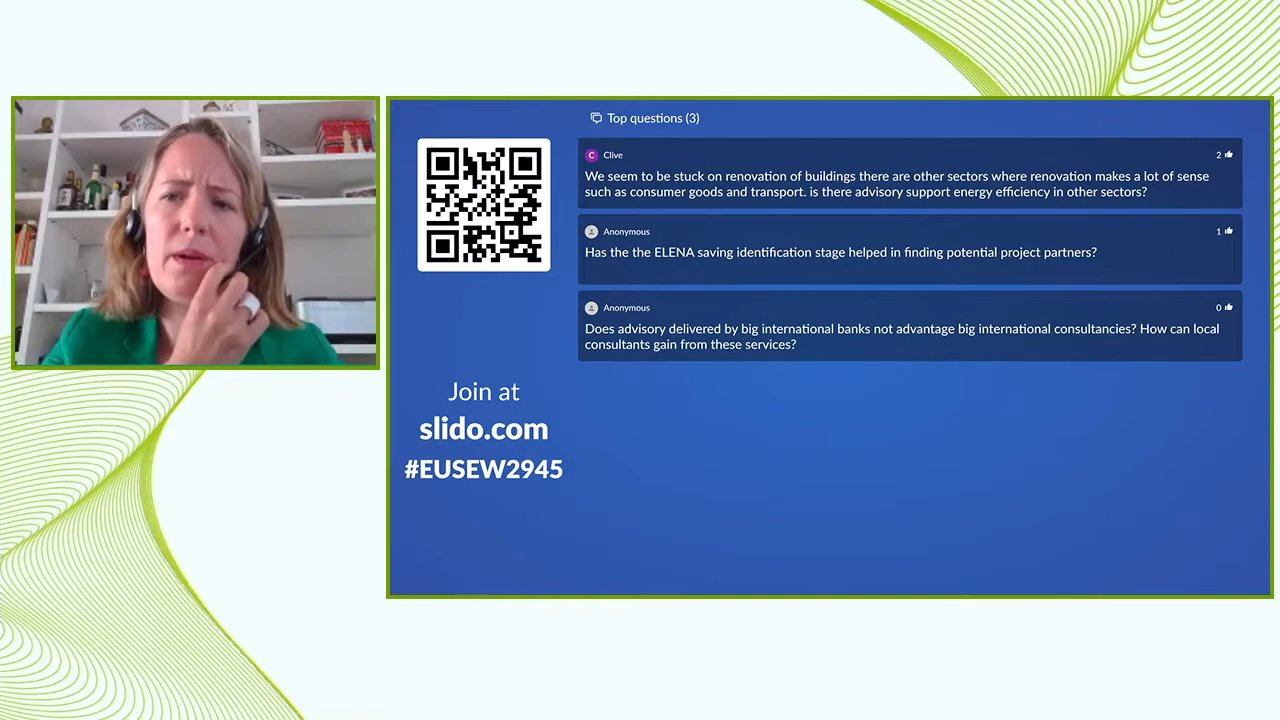 Top questions (3)
C
Clive
2
We seem to be stuck on renovation of buildings there are other sectors where renovation makes a lot of sense
such as consumer goods and transport. is there advisory support energy efficiency in other sectors?
Anonymous
1
Has the the ELENA saving identification stage helped in finding potential project partners?
Anonymous
0
Does advisory delivered by big international banks not advantage big international consultancies? How can local
consultants gain from these services?
Join at
slido.com
#EUSEW2945